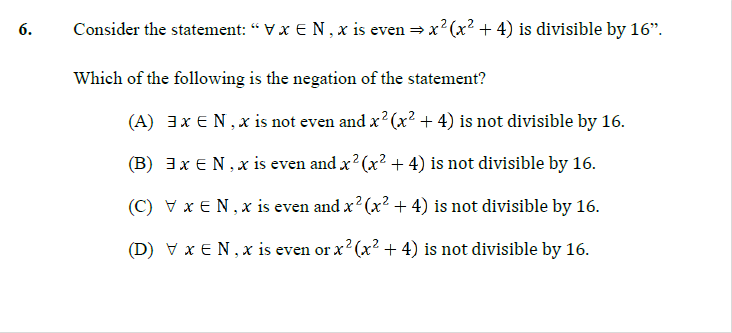 6. Consider the statement: “ ∀ x ∈ N , x is even ⇒ x²(x² + 4) is divisible by 16”.
Which of the following is the negation of the statement?
(A) ∃ x ∈ N , x is not even and x²(x² + 4) is not divisible by 16.
(B) ∃ x ∈ N , x is even and x²(x² + 4) is not divisible by 16.
(C) ∀ x ∈ N , x is even and x²(x² + 4) is not divisible by 16.
(D) ∀ x ∈ N , x is even or x²(x² + 4) is not divisible by 16.